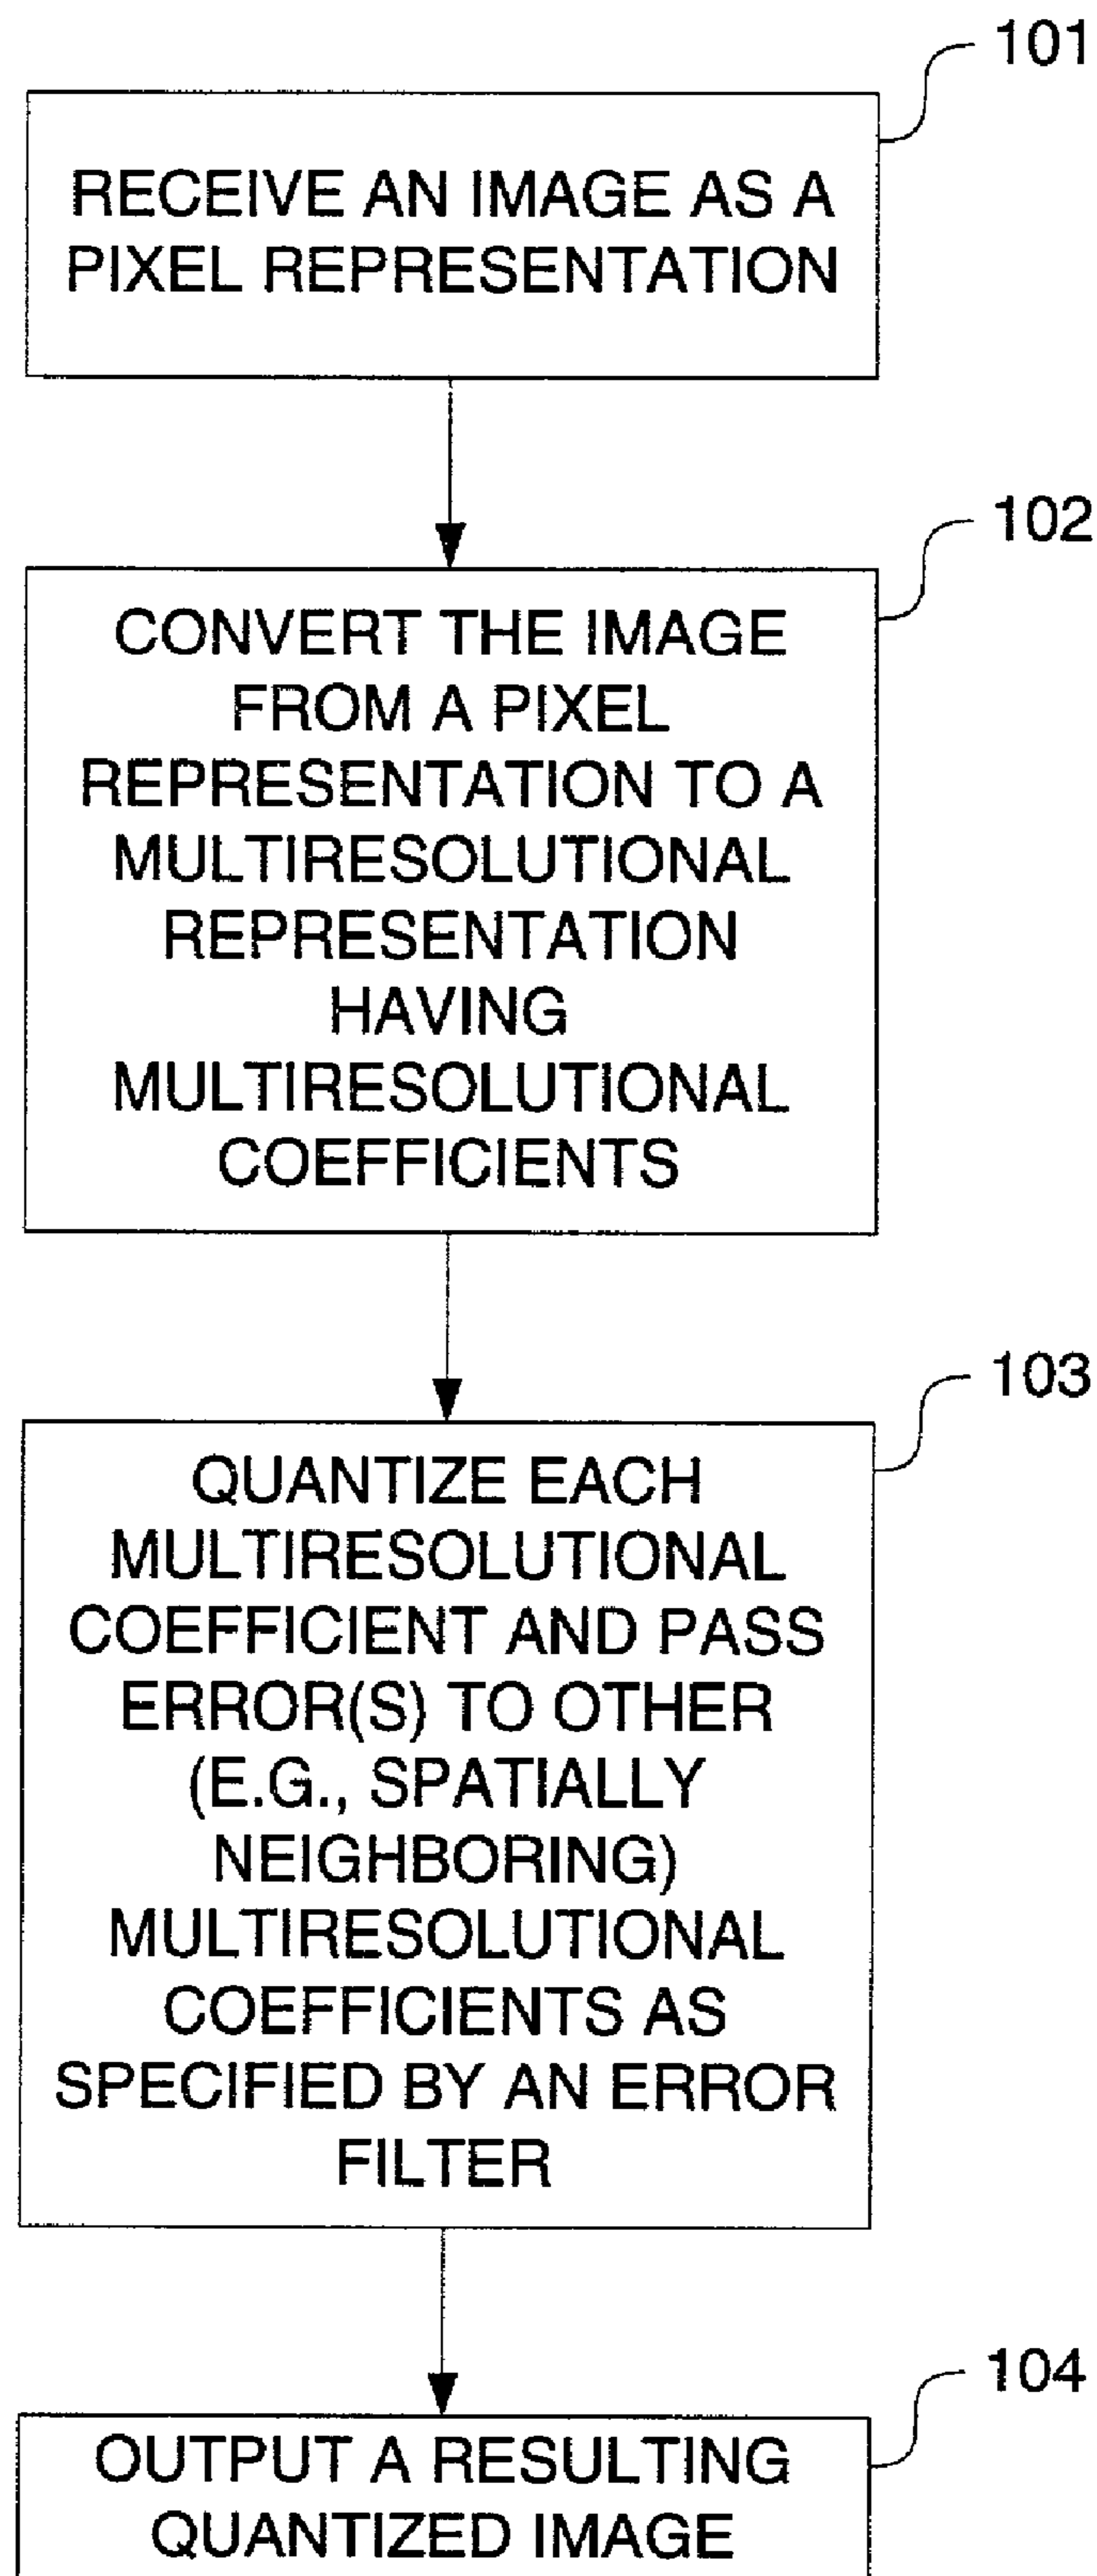 101
RECEIVE AN IMAGE AS A
PIXEL REPRESENTATION
102
CONVERT THE IMAGE
FROM A PIXEL
REPRESENTATION TO A
MULTIRESOLUTIONAL
REPRESENTATION
HAVING
MULTIRESOLUTIONAL
COEFFICIENTS
103
QUANTIZE EACH
MULTIRESOLUTIONAL
COEFFICIENT AND PASS
ERROR(S) TO OTHER
(E.G., SPATIALLY
NEIGHBORING)
MULTIRESOLUTIONAL
COEFFICIENTS AS
SPECIFIED BY AN ERROR
FILTER
104
OUTPUT A RESULTING
QUANTIZED IMAGE